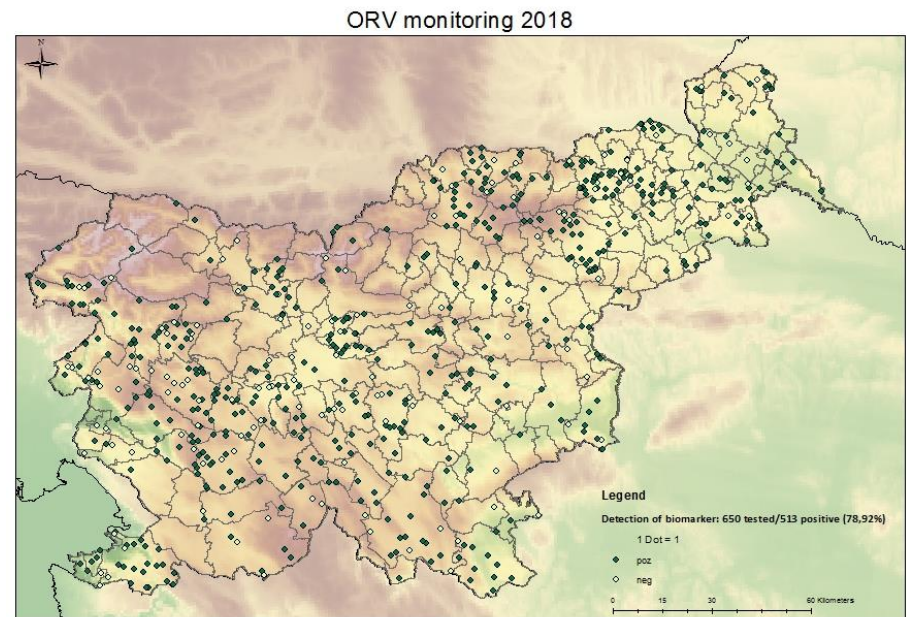 ORV monitoring 2018
N
Legend
Detection of biomarker: 650 tested/513 positive (78,92%)
1 Dot = 1
poz
neg
0 15 30 60 Kilometers